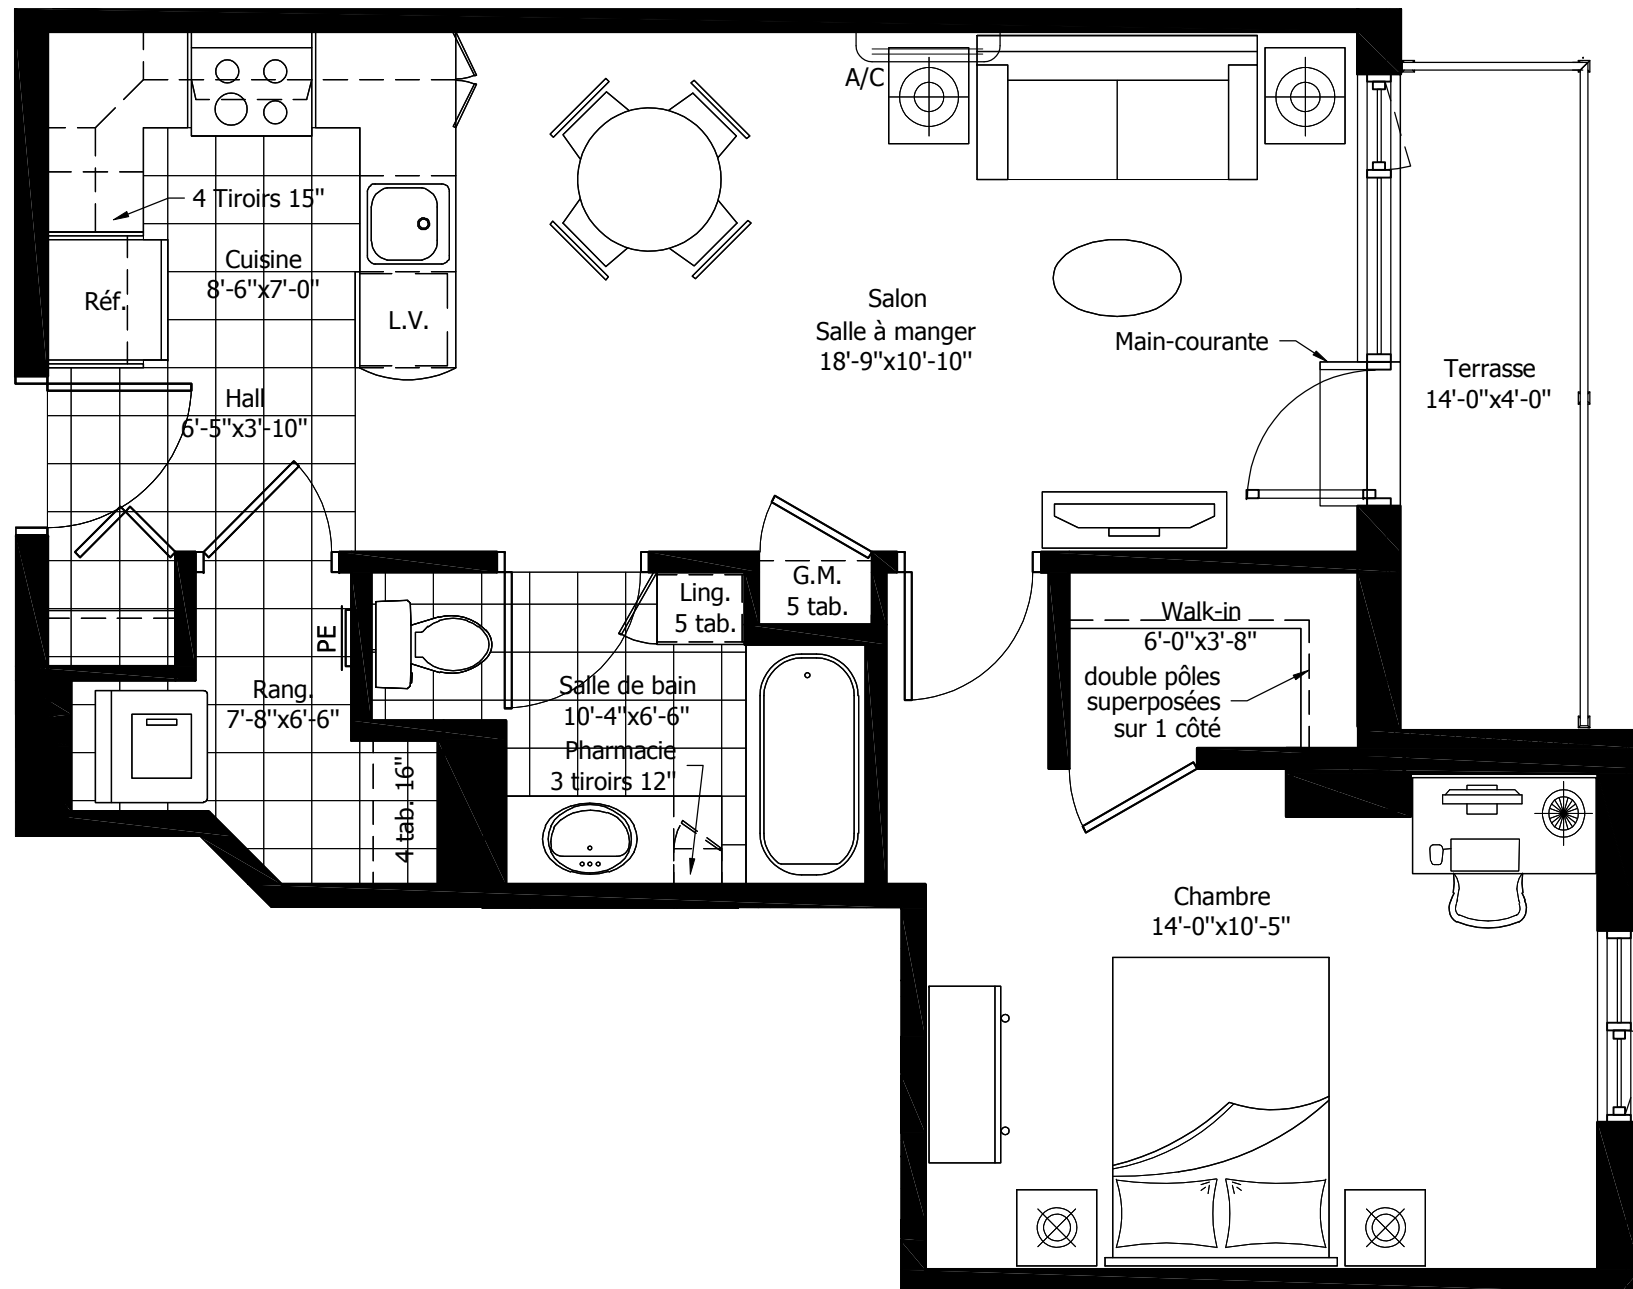 A/C
4 Tiroirs 15"
Cuisine
8'-6"x7'-0"
Réf.
L.V.
Salon
Salle à manger
18'-9"x10'-10"
Main-courante
Terrasse
14'-0"x4'-0"
Hall
6'-5"x3'-10"
G.M.
5 tab.
Ling.
5 tab.
Walk-in
6'-0"x3'-8"
double pôles
superposées
sur 1 côté
PE
Rang.
7'-8"x6'-6"
Salle de bain
10'-4"x6'-6"
Pharmacie
3 tiroirs 12"
4 tab. 16"
Chambre
14'-0"x10'-5"